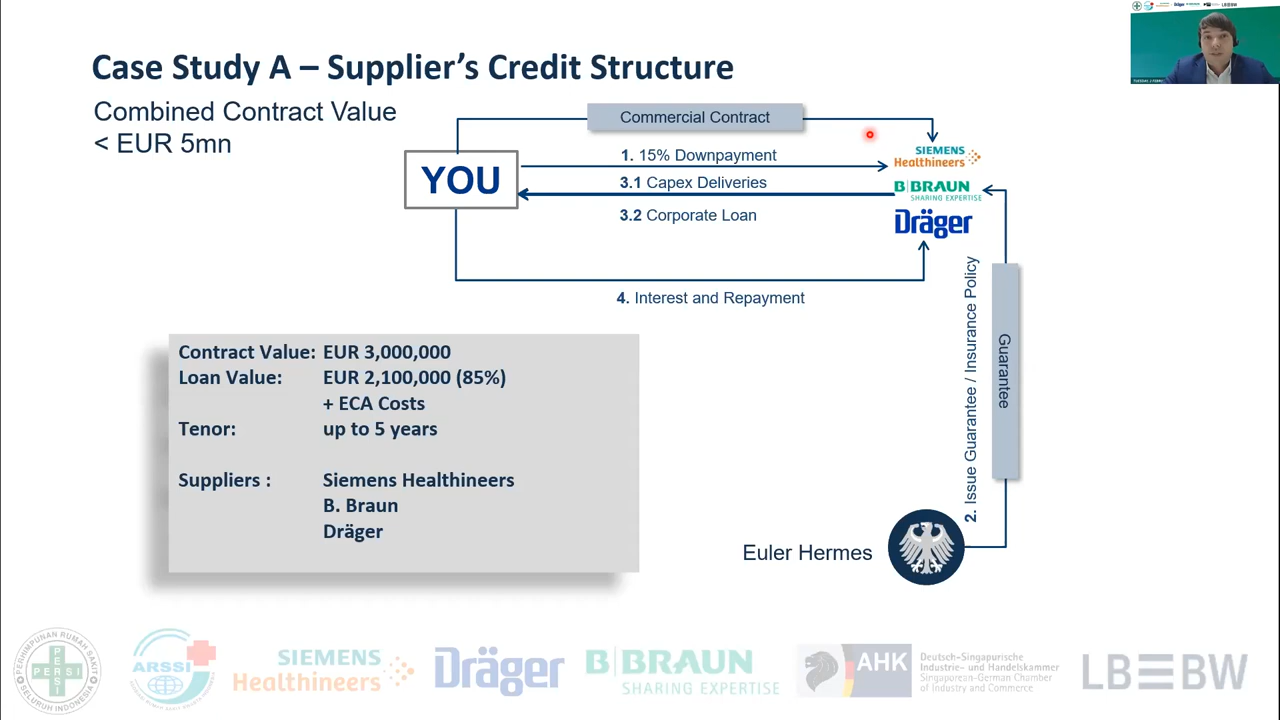 Case Study A – Supplier's Credit Structure
Combined Contract Value
< EUR 5mn
Commercial Contract
YOU
1. 15% Downpayment
3.1 Capex Deliveries
3.2 Corporate Loan
4. Interest and Repayment
SIEMENS
Healthineers
B|BRAUN
SHARING EXPERTISE
Dräger
2. Issue Guarantee / Insurance Policy
Guarantee
Euler Hermes
Contract Value: EUR 3,000,000
Loan Value: EUR 2,100,000 (85%)
+ ECA Costs
Tenor: up to 5 years
Suppliers : Siemens Healthineers
B. Braun
Dräger
PERHIMPUNAN RUMAH SAKIT
PERSI
SELURUH INDONESIA
ARSSI
SIEMENS
Healthineers
Dräger
B|BRAUN
SHARING EXPERTISE
AHK
Deutsch-Singapurische
Industrie- und Handelskammer
Singaporean-German Chamber
of Industry and Commerce
LBBW
Dräger
LBBW